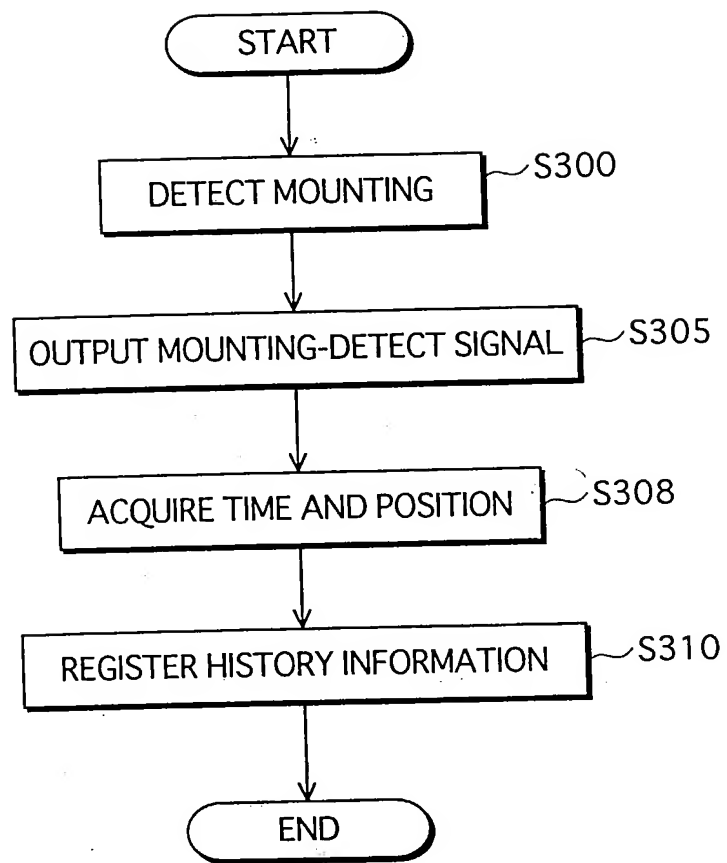 START
DETECT MOUNTING
S300
OUTPUT MOUNTING-DETECT SIGNAL
S305
ACQUIRE TIME AND POSITION
S308
REGISTER HISTORY INFORMATION
S310
END